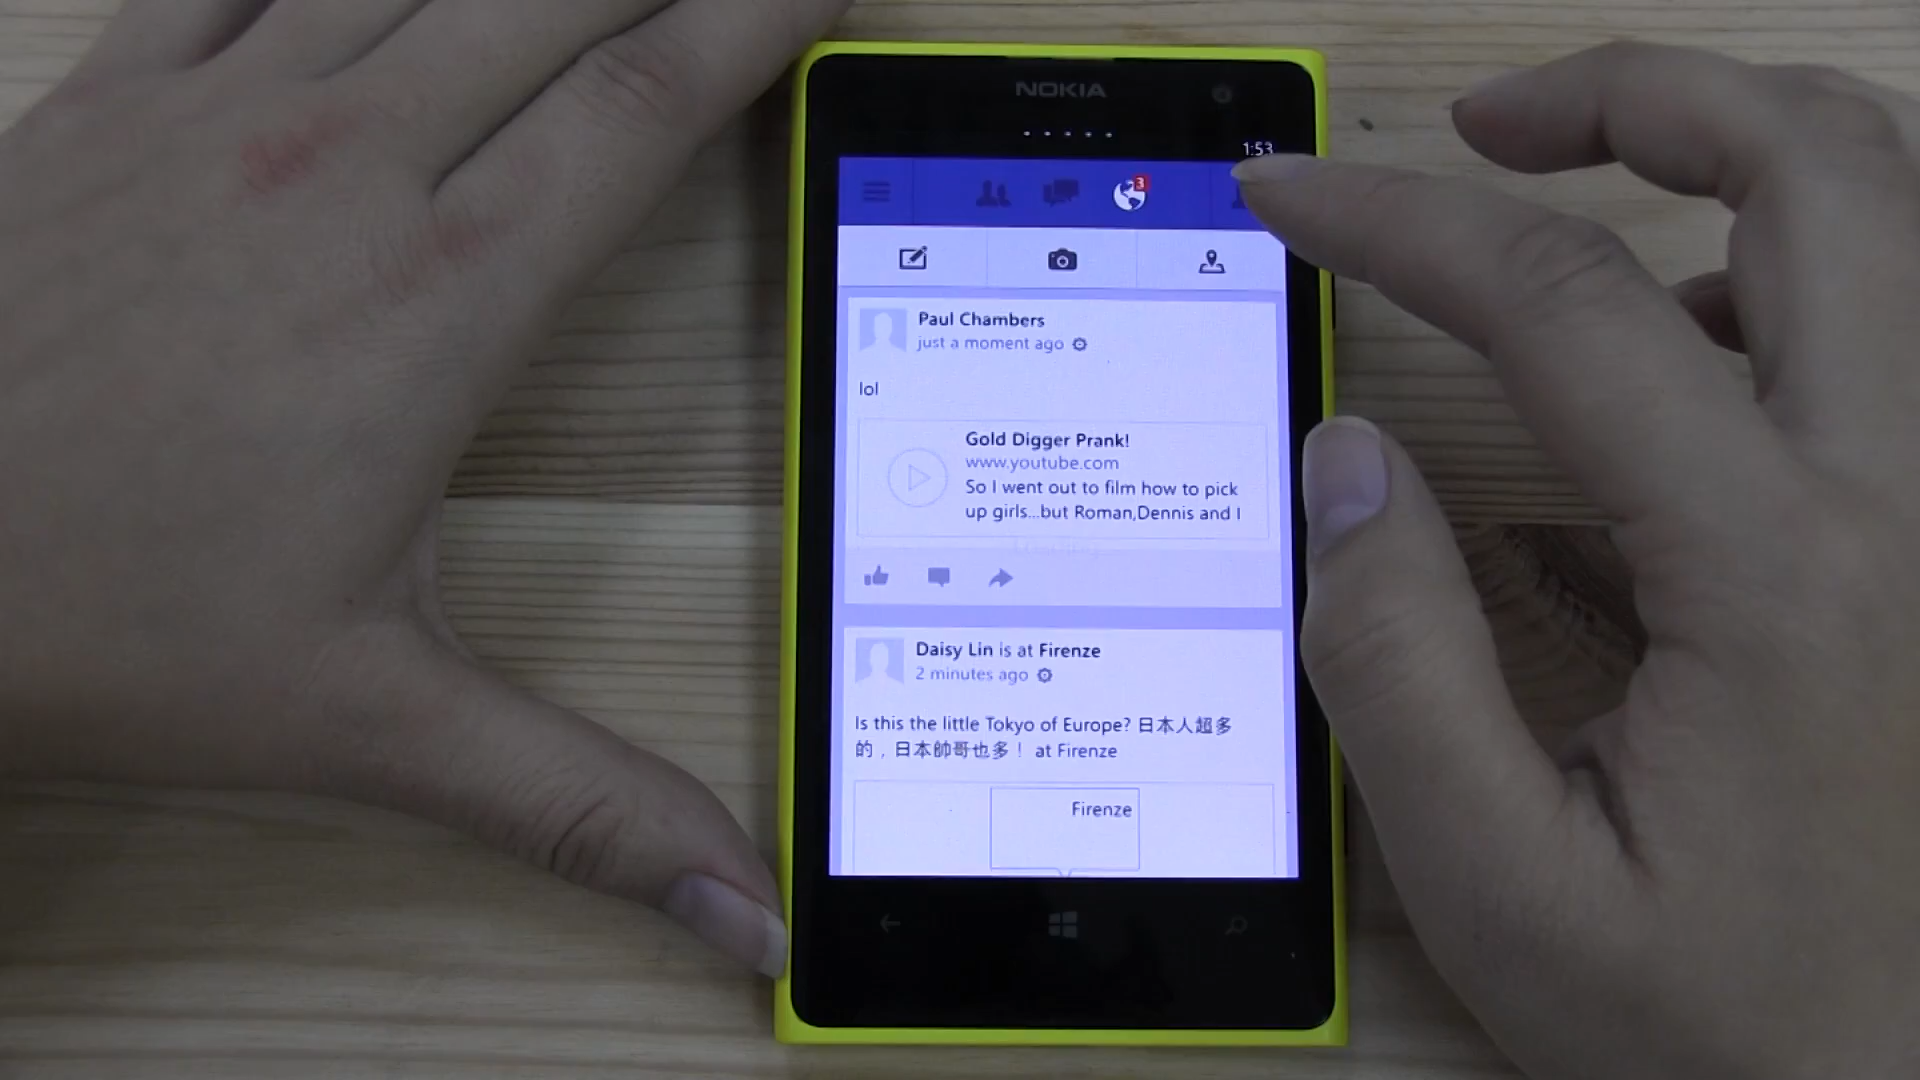 NOKIA
1:53
3
Paul Chambers
just a moment ago
lol
Gold Digger Prank!
www.youtube.com
So I went out to film how to pick
up girls...but Roman,Dennis and I
Daisy Lin is at Firenze
2 minutes ago
Is this the little Tokyo of Europe? 日本人超多
的，日本帥哥也多！ at Firenze
Firenze